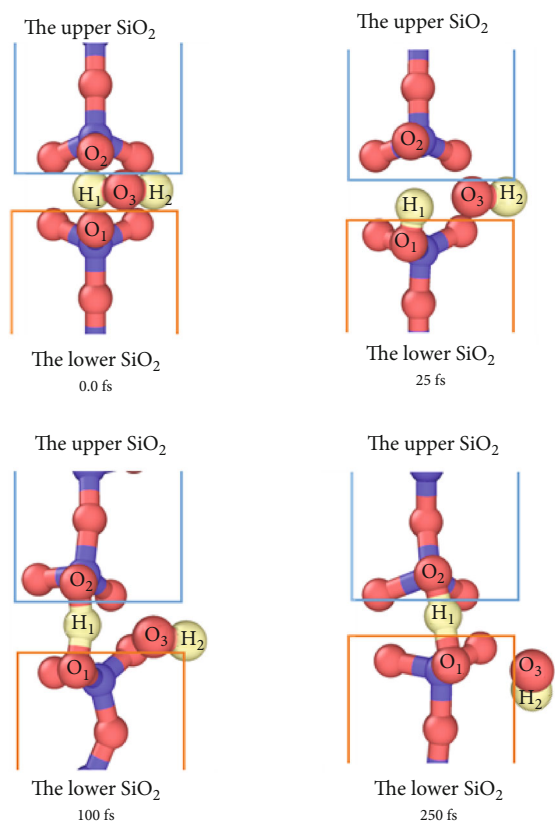 The upper SiO₂
O₂
H₁ O₃ H₂
O₁
The lower SiO₂
0.0 fs
The upper SiO₂
O₂
H₁ O₃ H₂
O₁
The lower SiO₂
25 fs
The upper SiO₂
O₂
H₁ O₃ H₂
O₁
The lower SiO₂
100 fs
The upper SiO₂
O₂
H₁
O₁ O₃
H₂
The lower SiO₂
250 fs